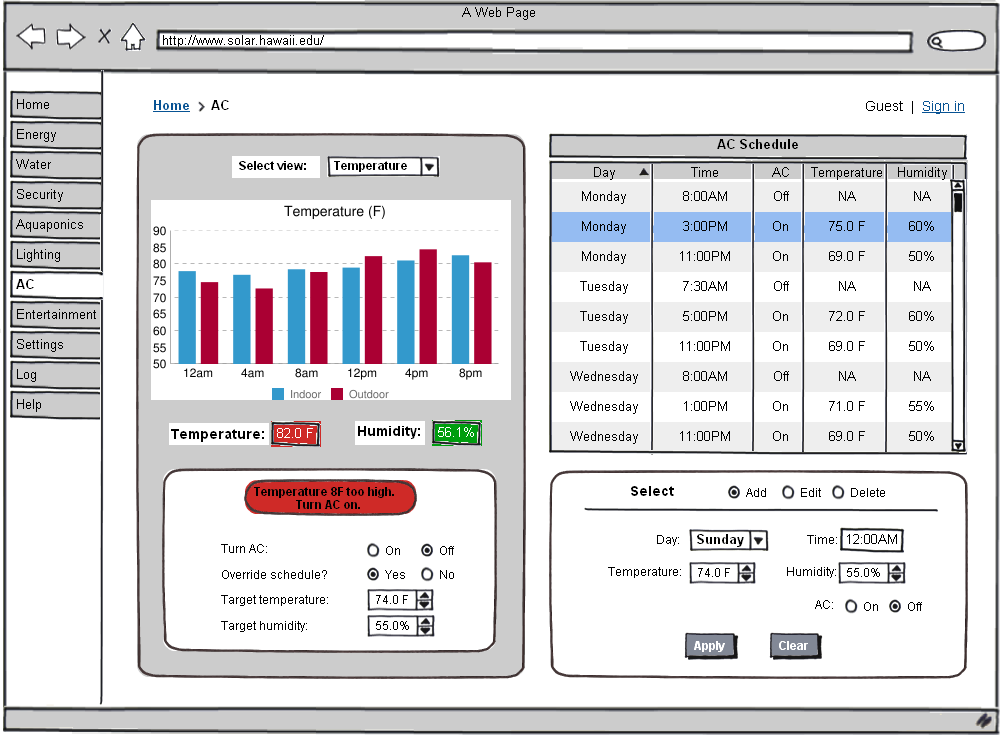 A Web Page
http://www.solar.hawaii.edu/
Home
Energy
Water
Security
Aquaponics
Lighting
AC
Entertainment
Settings
Log
Help
Home > AC
Guest | Sign in
Select view: Temperature
Temperature (F)
90
85
80
75
70
65
60
55
50
12am 4am 8am 12pm 4pm 8pm
Indoor Outdoor
Temperature: 82.0 F Humidity: 56.1%
Temperature 8F too high.
Turn AC on.
Turn AC: On Off
Override schedule? Yes No
Target temperature: 74.0 F
Target humidity: 55.0%
AC Schedule
Day Time AC Temperature Humidity
Monday 8:00AM Off NA NA
Monday 3:00PM On 75.0 F 60%
Monday 11:00PM On 69.0 F 50%
Tuesday 7:30AM Off NA NA
Tuesday 5:00PM On 72.0 F 60%
Tuesday 11:00PM On 69.0 F 50%
Wednesday 8:00AM Off NA NA
Wednesday 1:00PM On 71.0 F 55%
Wednesday 11:00PM On 69.0 F 50%
Select Add Edit Delete
Day: Sunday Time: 12:00AM
Temperature: 74.0 F Humidity: 55.0%
AC: On Off
Apply Clear